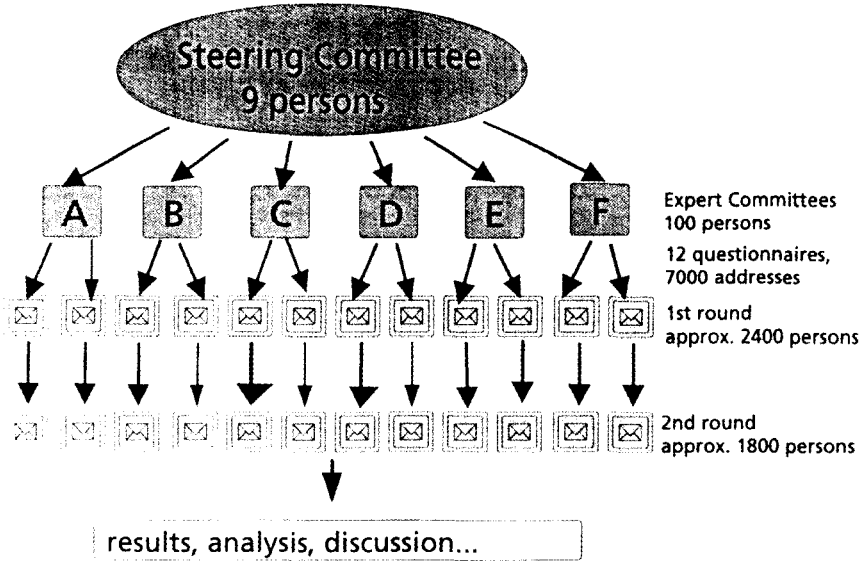 Steering Committee
9 persons
A B C D E F
Expert Committees
100 persons
12 questionnaires,
7000 addresses
1st round
approx. 2400 persons
2nd round
approx. 1800 persons
results, analysis, discussion...